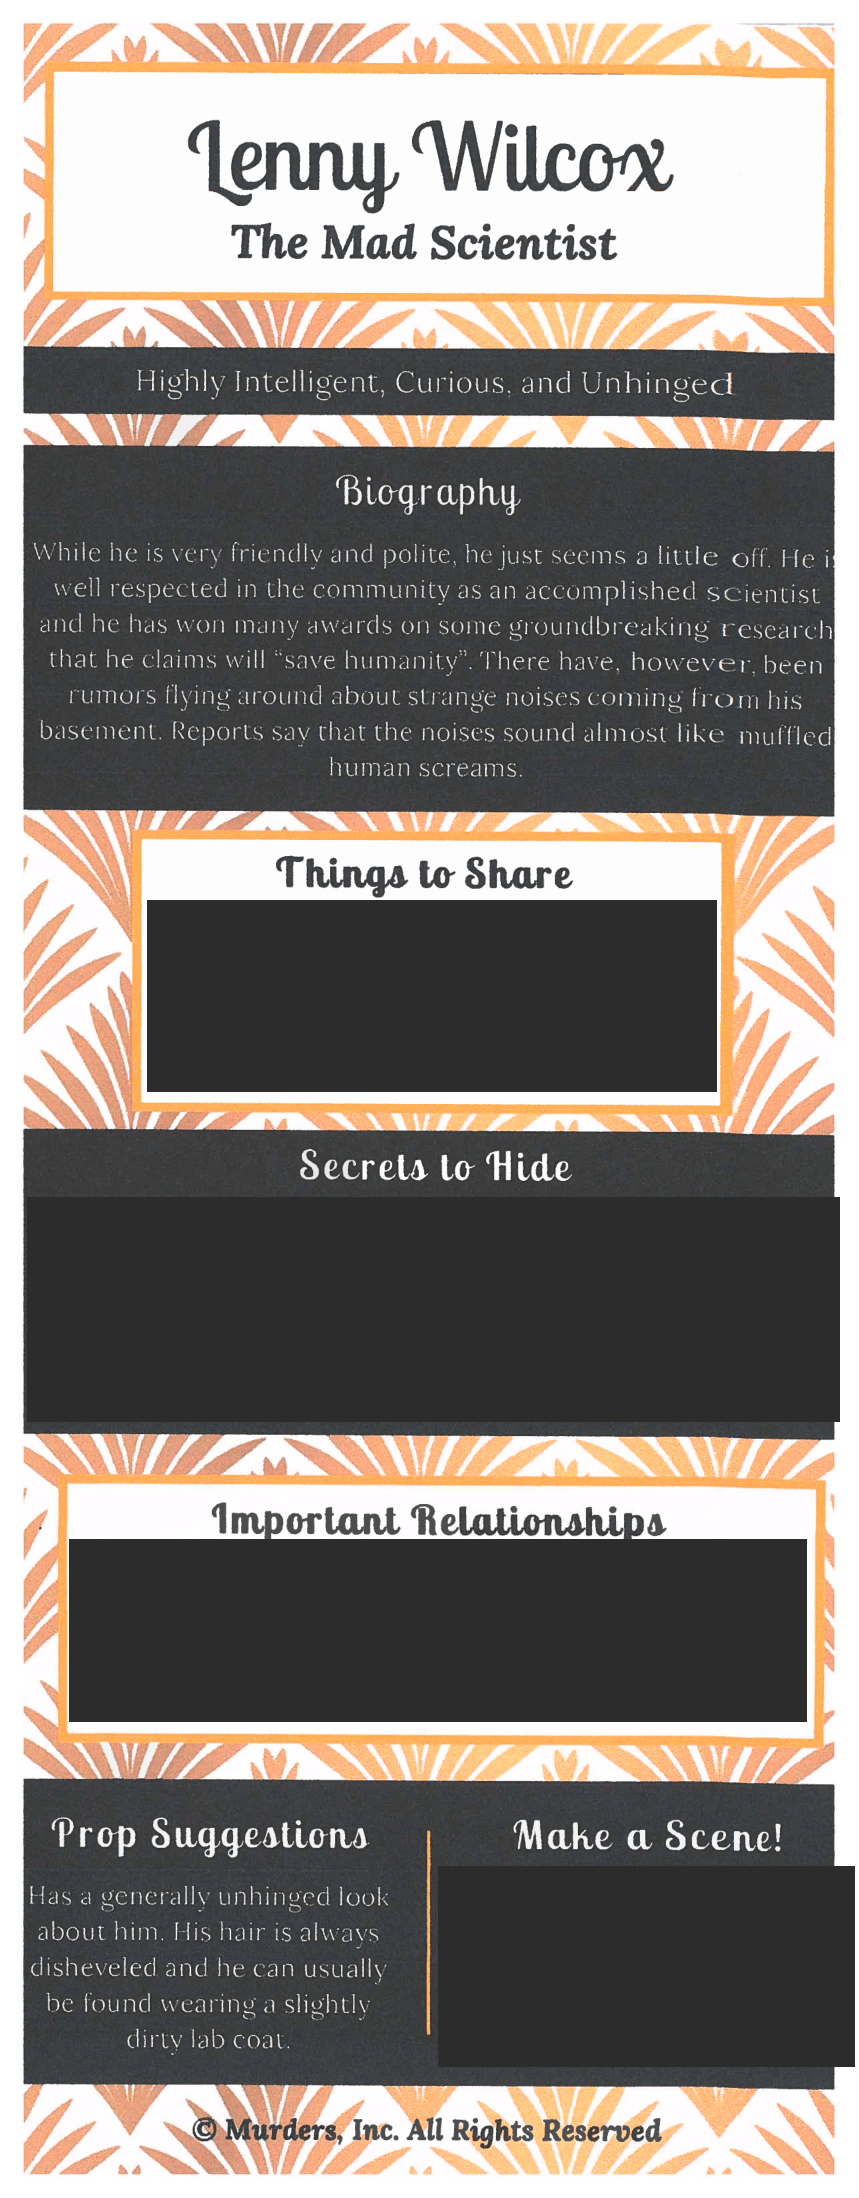 Lenny Wilcox
The Mad Scientist
Highly Intelligent, Curious, and Unhinged
Biography
While he is very friendly and polite, he just seems a little off. He is
well respected in the community as an accomplished scientist
and he has won many awards on some groundbreaking research
that he claims will "save humanity". There have, however, been
rumors flying around about strange noises coming from his
basement. Reports say that the noises sound almost like muffled
human screams.
Things to Share
Secrets to Hide
Important Relationships
Prop Suggestions
Has a generally unhinged look
about him. His hair is always
disheveled and he can usually
be found wearing a slightly
dirty lab coat.
Make a Scene!
© Murders, Inc. All Rights Reserved